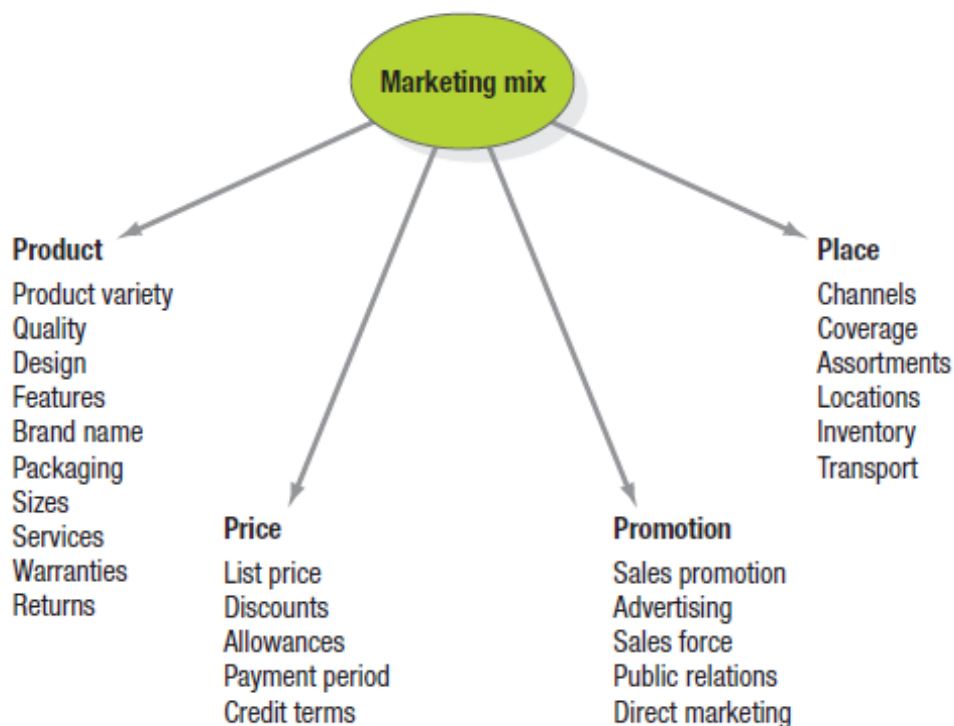 Marketing mix
Product
Product variety
Quality
Design
Features
Brand name
Packaging
Sizes
Services
Warranties
Returns
Price
List price
Discounts
Allowances
Payment period
Credit terms
Promotion
Sales promotion
Advertising
Sales force
Public relations
Direct marketing
Place
Channels
Coverage
Assortments
Locations
Inventory
Transport